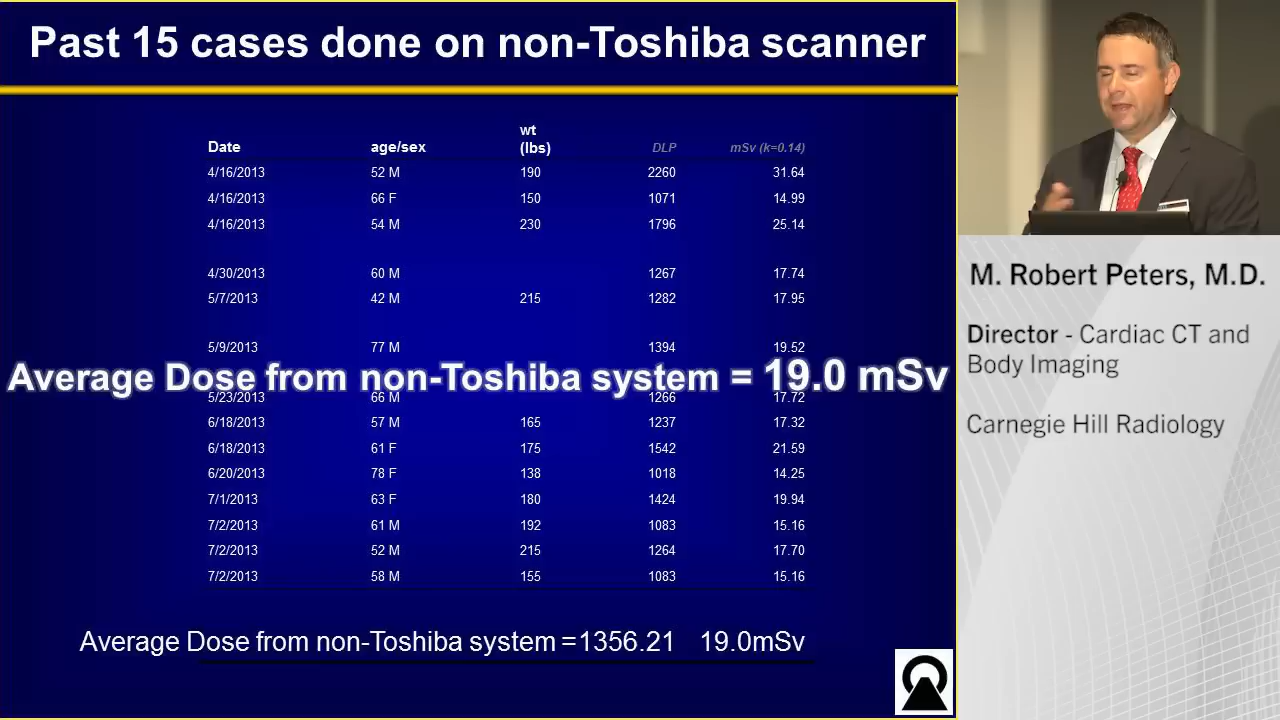 Past 15 cases done on non-Toshiba scanner
Date age/sex wt (lbs) DLP mSv (k=0.14)
4/16/2013 52 M 190 2260 31.64
4/16/2013 66 F 150 1071 14.99
4/16/2013 54 M 230 1796 25.14
4/30/2013 60 M 1267 17.74
5/7/2013 42 M 215 1282 17.95
5/9/2013 77 M 1394 19.52
Average Dose from non-Toshiba system = 19.0 mSv
5/23/2013 66 M 1266 17.72
6/18/2013 57 M 165 1237 17.32
6/18/2013 61 F 175 1542 21.59
6/20/2013 78 F 138 1018 14.25
7/1/2013 63 F 180 1424 19.94
7/2/2013 61 M 192 1083 15.16
7/2/2013 52 M 215 1264 17.70
7/2/2013 58 M 155 1083 15.16
Average Dose from non-Toshiba system =1356.21 19.0mSv
M. Robert Peters, M.D.
Director - Cardiac CT and
Body Imaging
Carnegie Hill Radiology